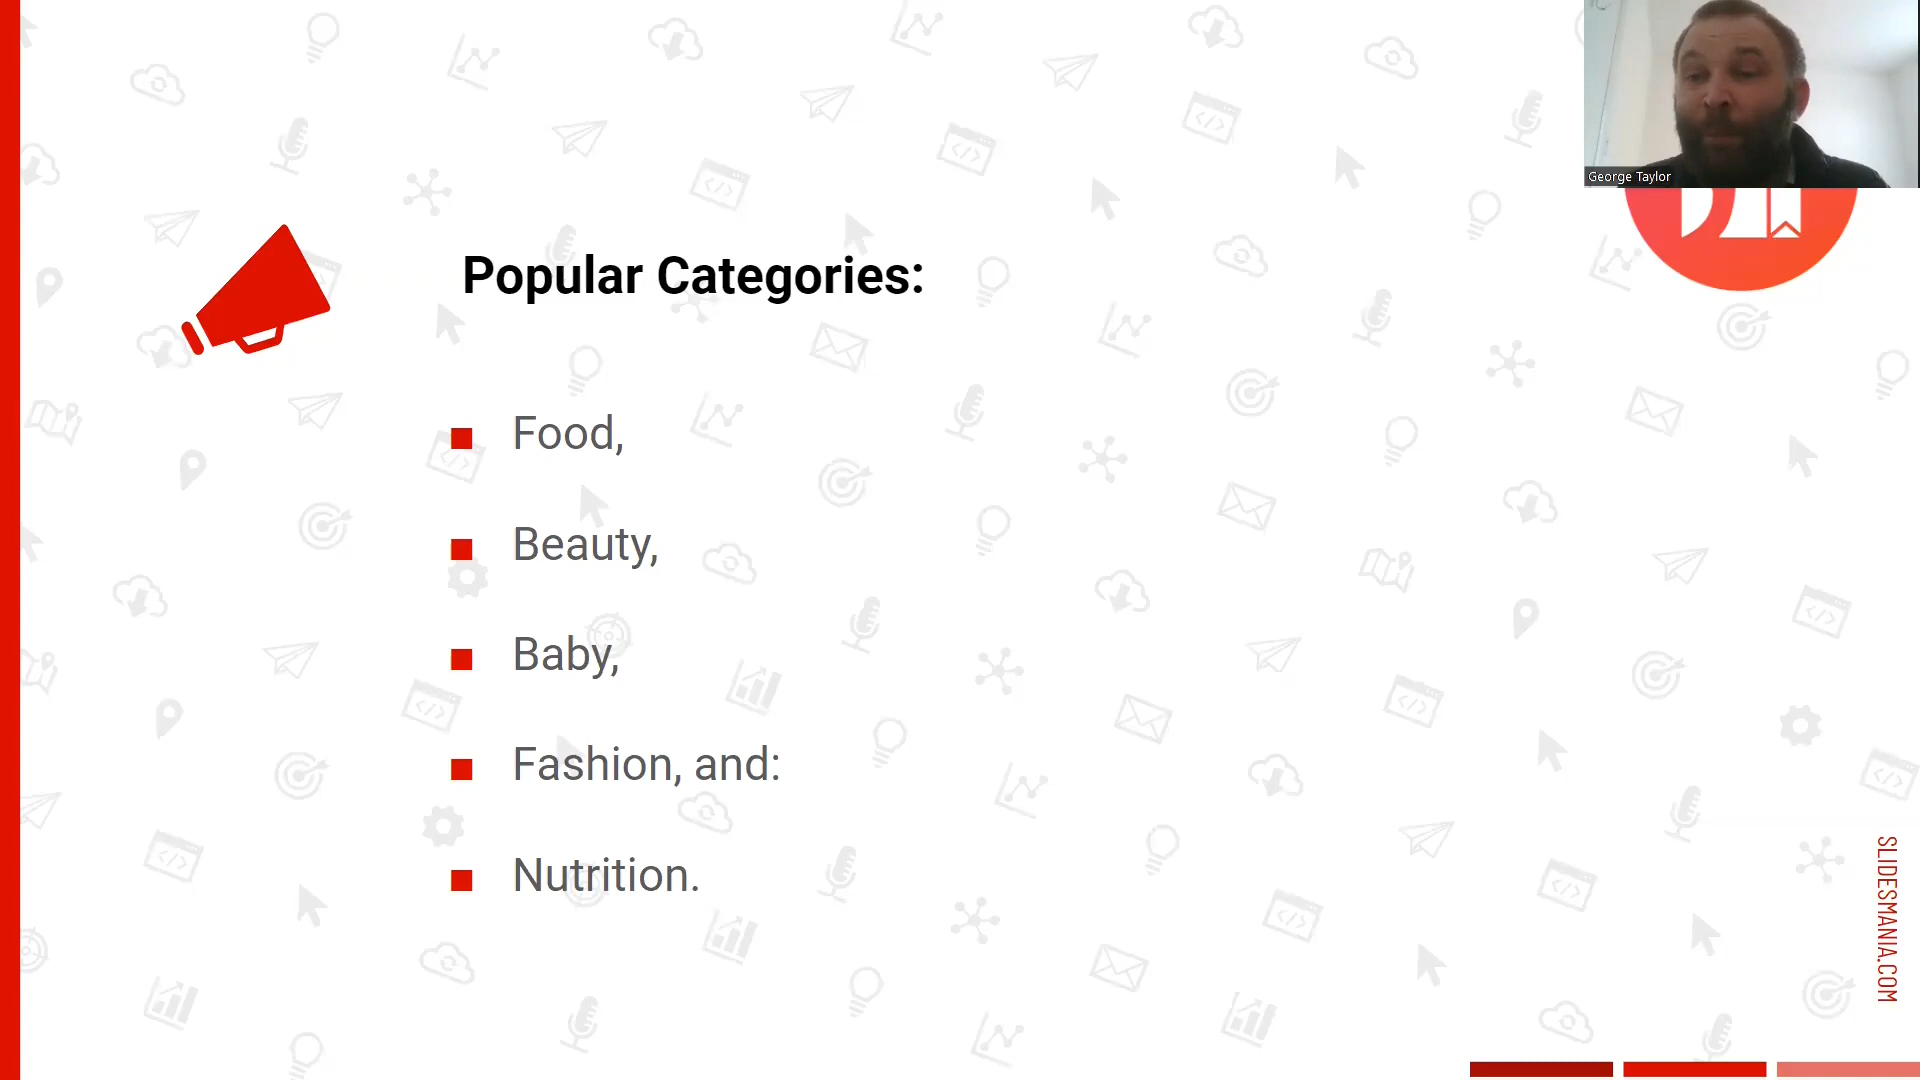 George Taylor
Popular Categories:
Food,
Beauty,
Baby,
Fashion, and:
Nutrition.
SLIDESMANIA.COM